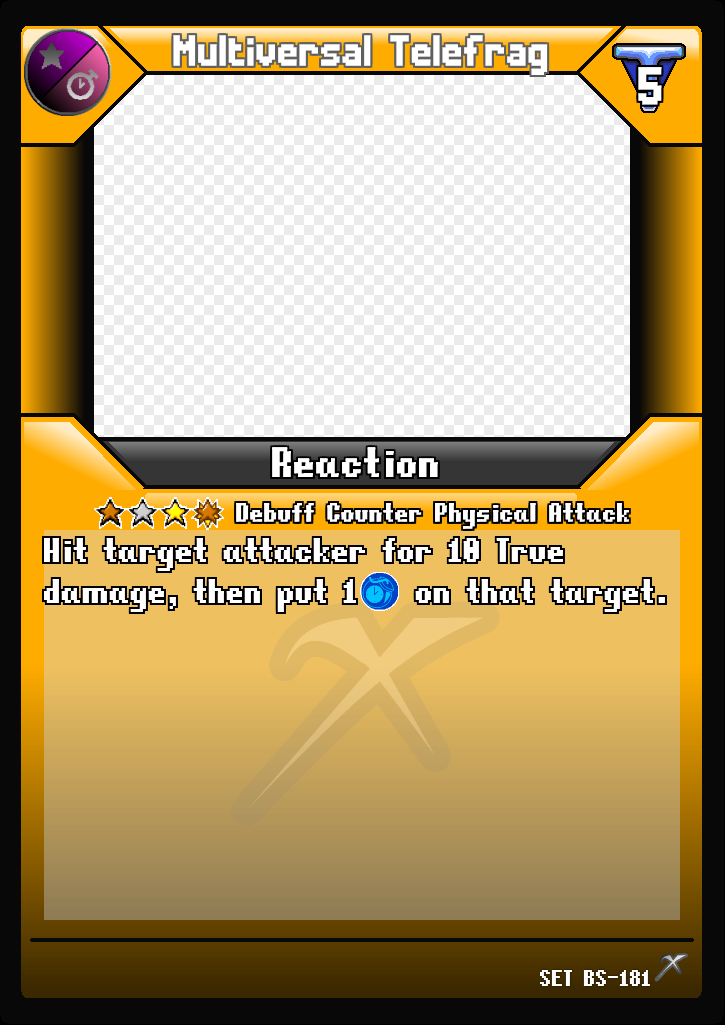 Multiversal Telefrag
5
Reaction
Debuff Counter Physical Attack
Hit target attacker for 10 True
damage, then put 1 on that target.
SET BS-181